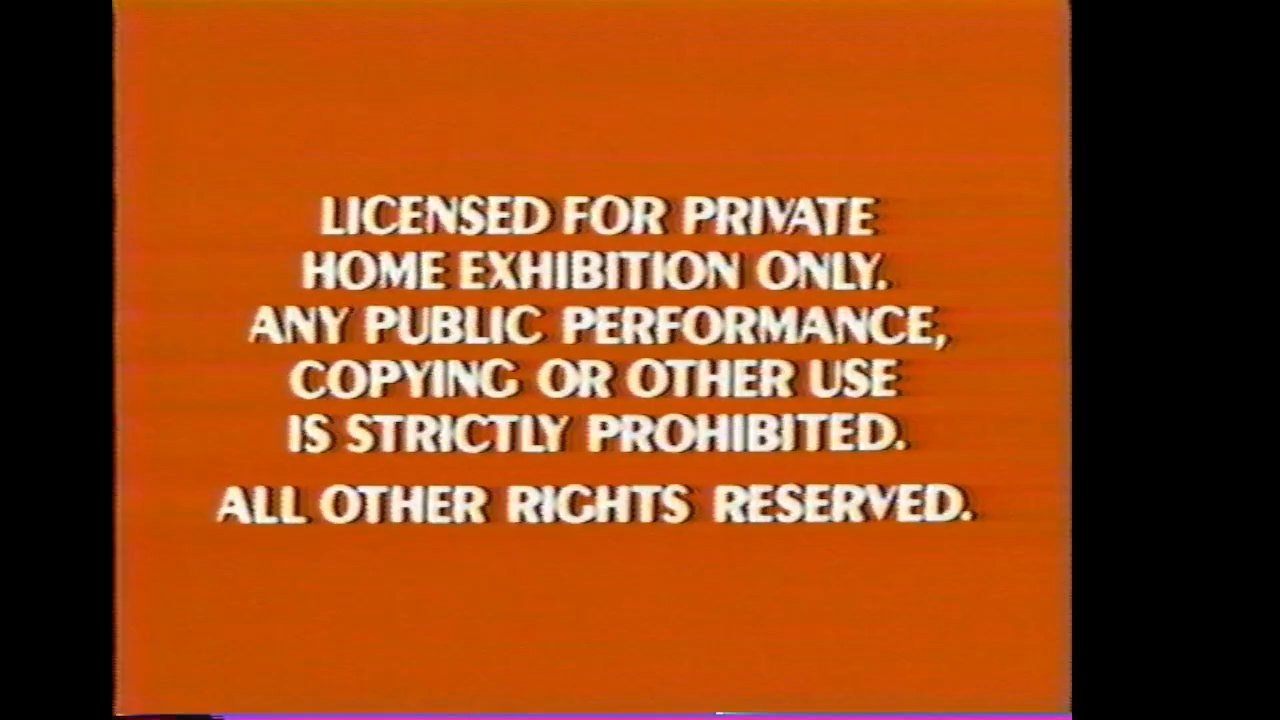 LICENSED FOR PRIVATE
HOME EXHIBITION ONLY.
ANY PUBLIC PERFORMANCE,
COPYING OR OTHER USE
IS STRICTLY PROHIBITED.
ALL OTHER RIGHTS RESERVED.